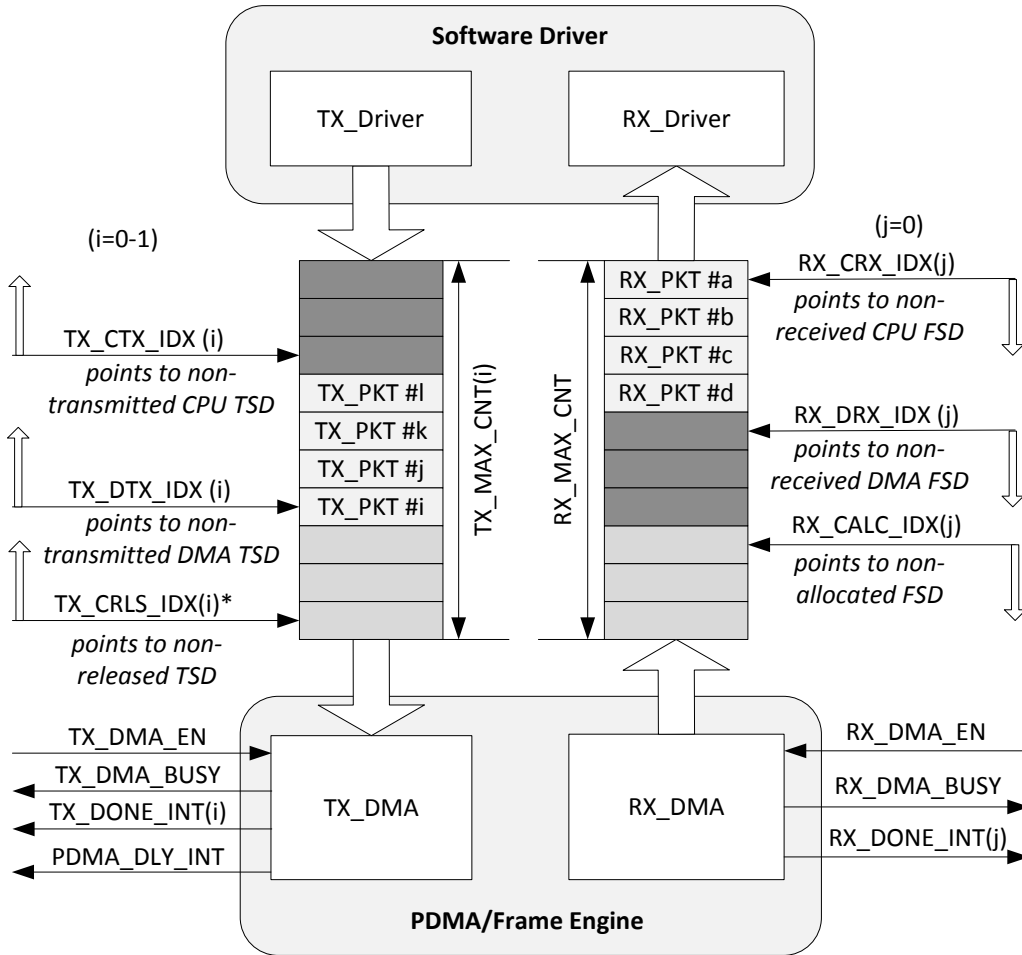 Software Driver
TX_Driver
RX_Driver
(i=0-1)
(j=0)
TX_CTX_IDX (i)
points to non-
transmitted CPU TSD
TX_DTX_IDX (i)
points to non-
transmitted DMA TSD
TX_CRLS_IDX(i)*
points to non-
released TSD
TX_PKT #l
TX_PKT #k
TX_PKT #j
TX_PKT #i
TX_MAX_CNT(i)
RX_MAX_CNT
RX_PKT #a
RX_PKT #b
RX_PKT #c
RX_PKT #d
RX_CRX_IDX(j)
points to non-
received CPU FSD
RX_DRX_IDX (j)
points to non-
received DMA FSD
RX_CALC_IDX(j)
points to non-
allocated FSD
TX_DMA_EN
TX_DMA_BUSY
TX_DONE_INT(i)
PDMA_DLY_INT
TX_DMA
RX_DMA
RX_DMA_EN
RX_DMA_BUSY
RX_DONE_INT(j)
PDMA/Frame Engine